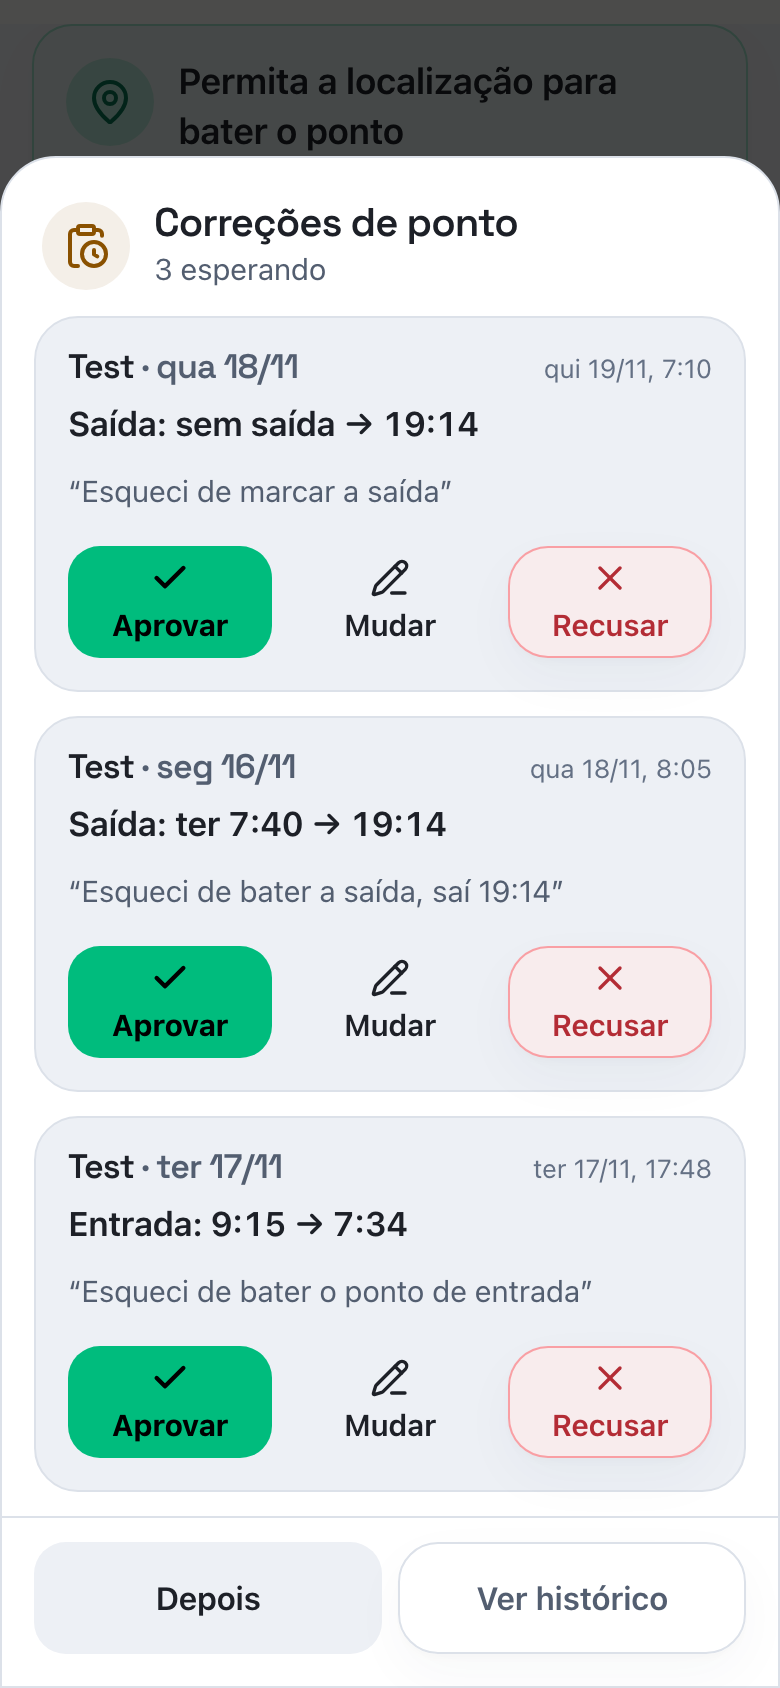 Permita a localização para
bater o ponto
Correções de ponto
3 esperando
Test · qua 18/11
qui 19/11, 7:10
Saída: sem saída → 19:14
“Esqueci de marcar a saída”
Aprovar
Mudar
Recusar
Test · seg 16/11
qua 18/11, 8:05
Saída: ter 7:40 → 19:14
“Esqueci de bater a saída, saí 19:14”
Aprovar
Mudar
Recusar
Test · ter 17/11
ter 17/11, 17:48
Entrada: 9:15 → 7:34
“Esqueci de bater o ponto de entrada”
Aprovar
Mudar
Recusar
Depois
Ver histórico